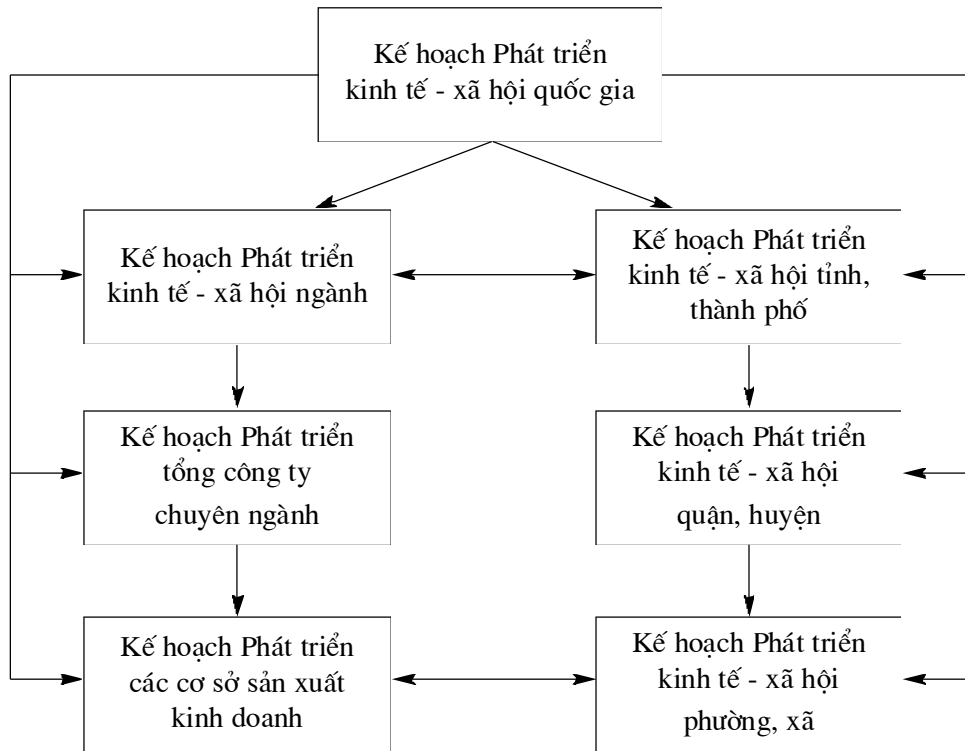 Kế hoạch Phát triển
kinh tế - xã hội quốc gia
Kế hoạch Phát triển
kinh tế - xã hội ngành
Kế hoạch Phát triển
kinh tế - xã hội tỉnh,
thành phố
Kế hoạch Phát triển
tổng công ty
chuyên ngành
Kế hoạch Phát triển
kinh tế - xã hội
quận, huyện
Kế hoạch Phát triển
các cơ sở sản xuất
kinh doanh
Kế hoạch Phát triển
kinh tế - xã hội
phường, xã